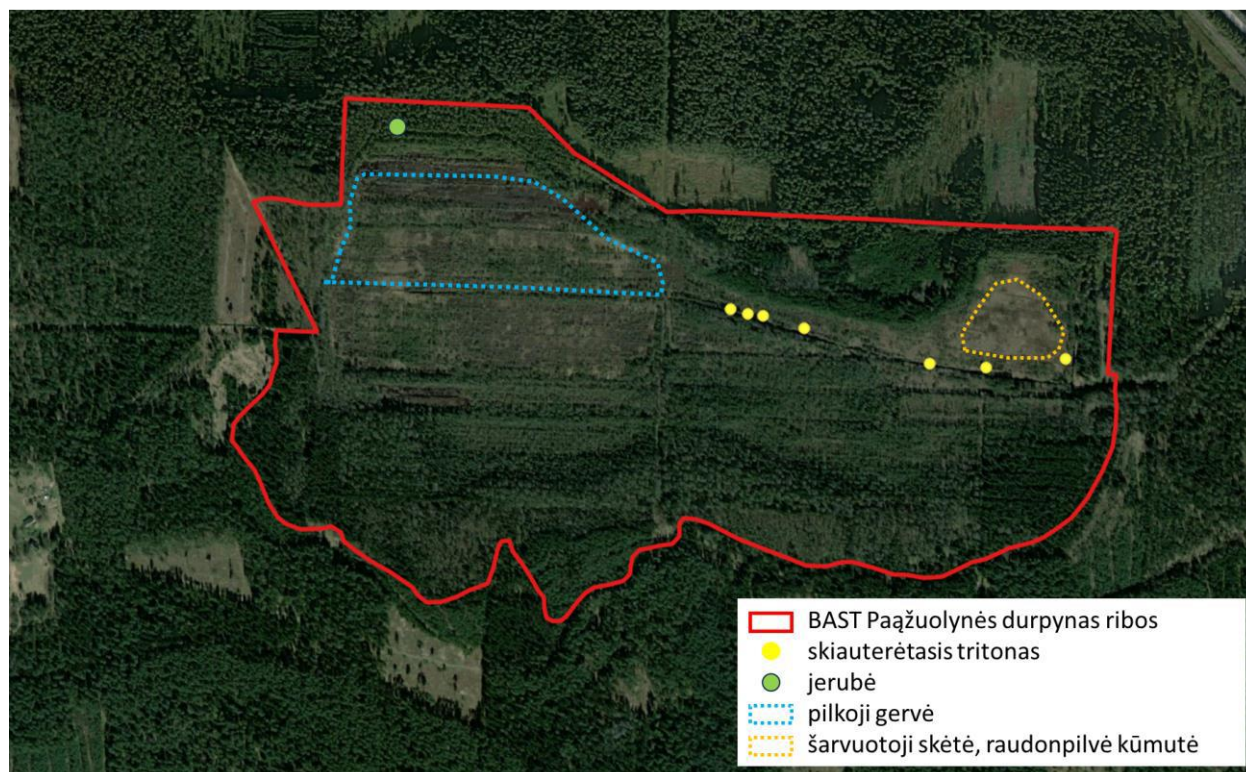 BAST Paąžuolynės durpynas ribos
skiauterėtasis tritonas
jerubė
pilkoji gervė
šarvuotoji skėtė, raudonpilvė kūmutė